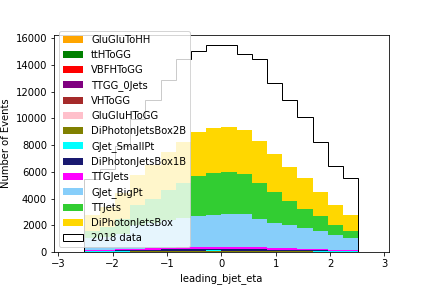 16000
14000
12000
10000
8000
6000
4000
2000
0
Number of Events
GluGluToHH
ttHToGG
VBFHToGG
TTGG_0Jets
VHToGG
GluGluHToGG
DiPhotonJetsBox2B
GJet_SmallPt
DiPhotonJetsBox1B
TTGJets
GJet_BigPt
TTJets
DiPhotonJetsBox
2018 data
−3 −2 −1 0 1 2 3
leading_bjet_eta